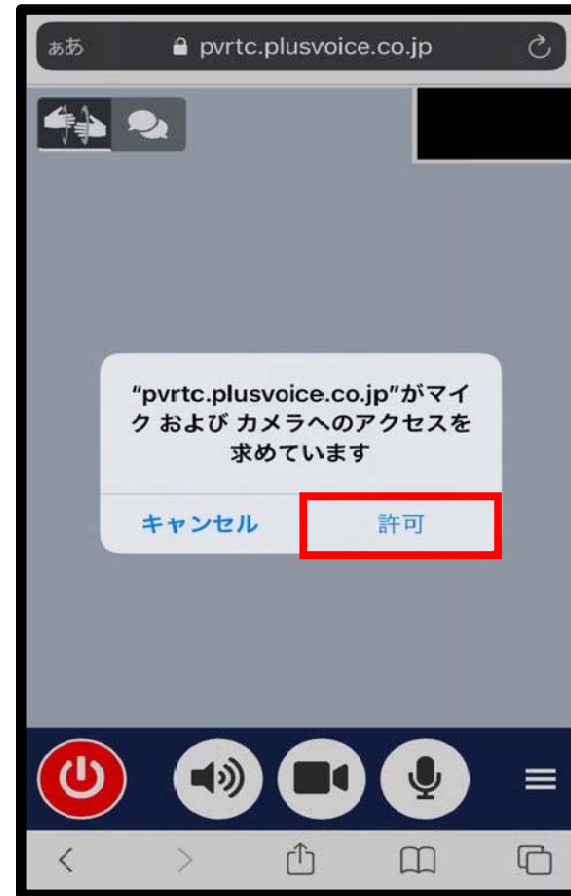 ああ pvrtc.plusvoice.co.jp
“pvrtc.plusvoice.co.jp”がマイ
ク および カメラへのアクセスを
求めています
キャンセル 許可